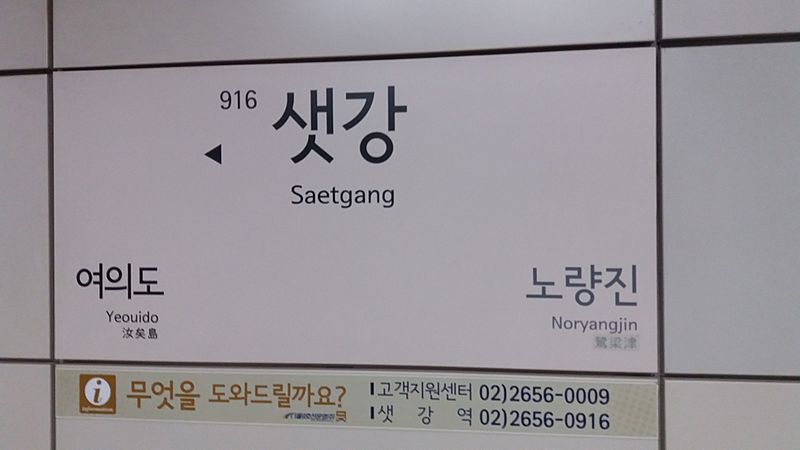 916 샛강
◀
Saetgang
여의도
Yeouido
汝矣島
노량진
Noryangjin
鷺梁津
i 무엇을 도와드릴까요?
고객지원센터 02)2656-0009
샛 강 역 02)2656-0916